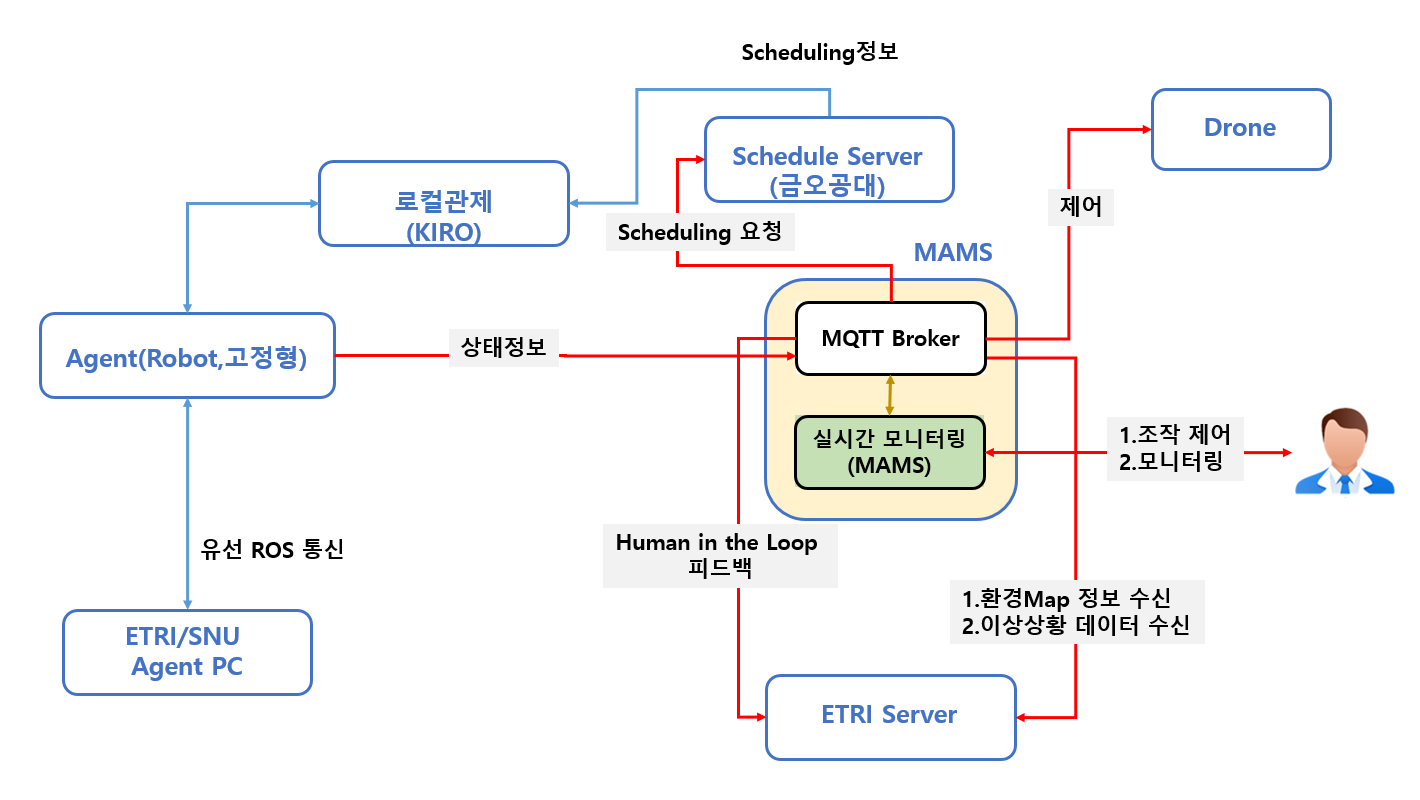 Scheduling정보
Drone
Schedule Server
(금오공대)
로컬관제
(KIRO)
제어
Scheduling 요청
MAMS
MQTT Broker
상태정보
Agent(Robot,고정형)
실시간 모니터링
(MAMS)
1.조작 제어
2.모니터링
유선 ROS 통신
Human in the Loop
피드백
1.환경Map 정보 수신
2.이상상황 데이터 수신
ETRI/SNU
Agent PC
ETRI Server